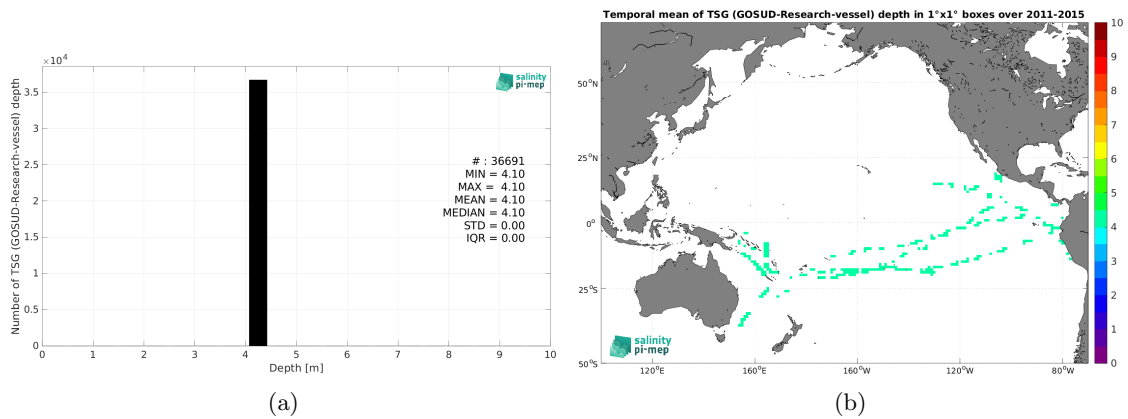 ×10⁴
3.5
3
2.5
2
1.5
1
0.5
0
Number of TSG (GOSUD-Research-vessel) depth
0 1 2 3 4 5 6 7 8 9 10
Depth [m]
salinity
pi-mep
# : 36691
MIN = 4.10
MAX = 4.10
MEAN = 4.10
MEDIAN = 4.10
STD = 0.00
IQR = 0.00
(a)
Temporal mean of TSG (GOSUD-Research-vessel) depth in 1°x1° boxes over 2011-2015
50°N
25°N
0°
25°S
50°S
120°E 160°E 160°W 120°W 80°W
salinity
pi-mep
10
9
8
7
6
5
4
3
2
1
0
(b)